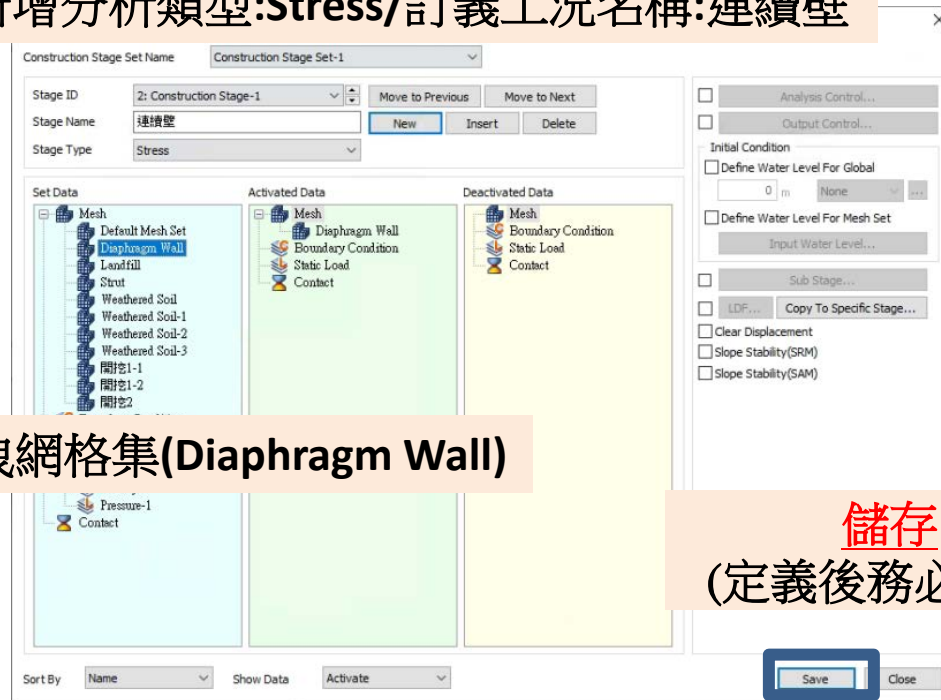 新增分析類型:Stress/訂義工況名稱:連續壁
Construction Stage Set Name Construction Stage Set-1
Stage ID 2: Construction Stage-1 Move to Previous Move to Next
Stage Name 連續壁 New Insert Delete
Stage Type Stress
Analysis Control...
Output Control...
Initial Condition
Define Water Level For Global
0 m None ...
Define Water Level For Mesh Set
Input Water Level...
Sub Stage...
LDF... Copy To Specific Stage...
Clear Displacement
Slope Stability(SRM)
Slope Stability(SAM)
Set Data
Mesh
Default Mesh Set
Diaphragm Wall
Landfill
Strut
Weathered Soil
Weathered Soil-1
Weathered Soil-2
Weathered Soil-3
開挖1-1
開挖1-2
開挖2
Pressure-1
Contact
Activated Data
Mesh
Diaphragm Wall
Boundary Condition
Static Load
Contact
Deactivated Data
Mesh
Boundary Condition
Static Load
Contact
網格集(Diaphragm Wall)
儲存
(定義後務必
Sort By Name Show Data Activate
Save Close